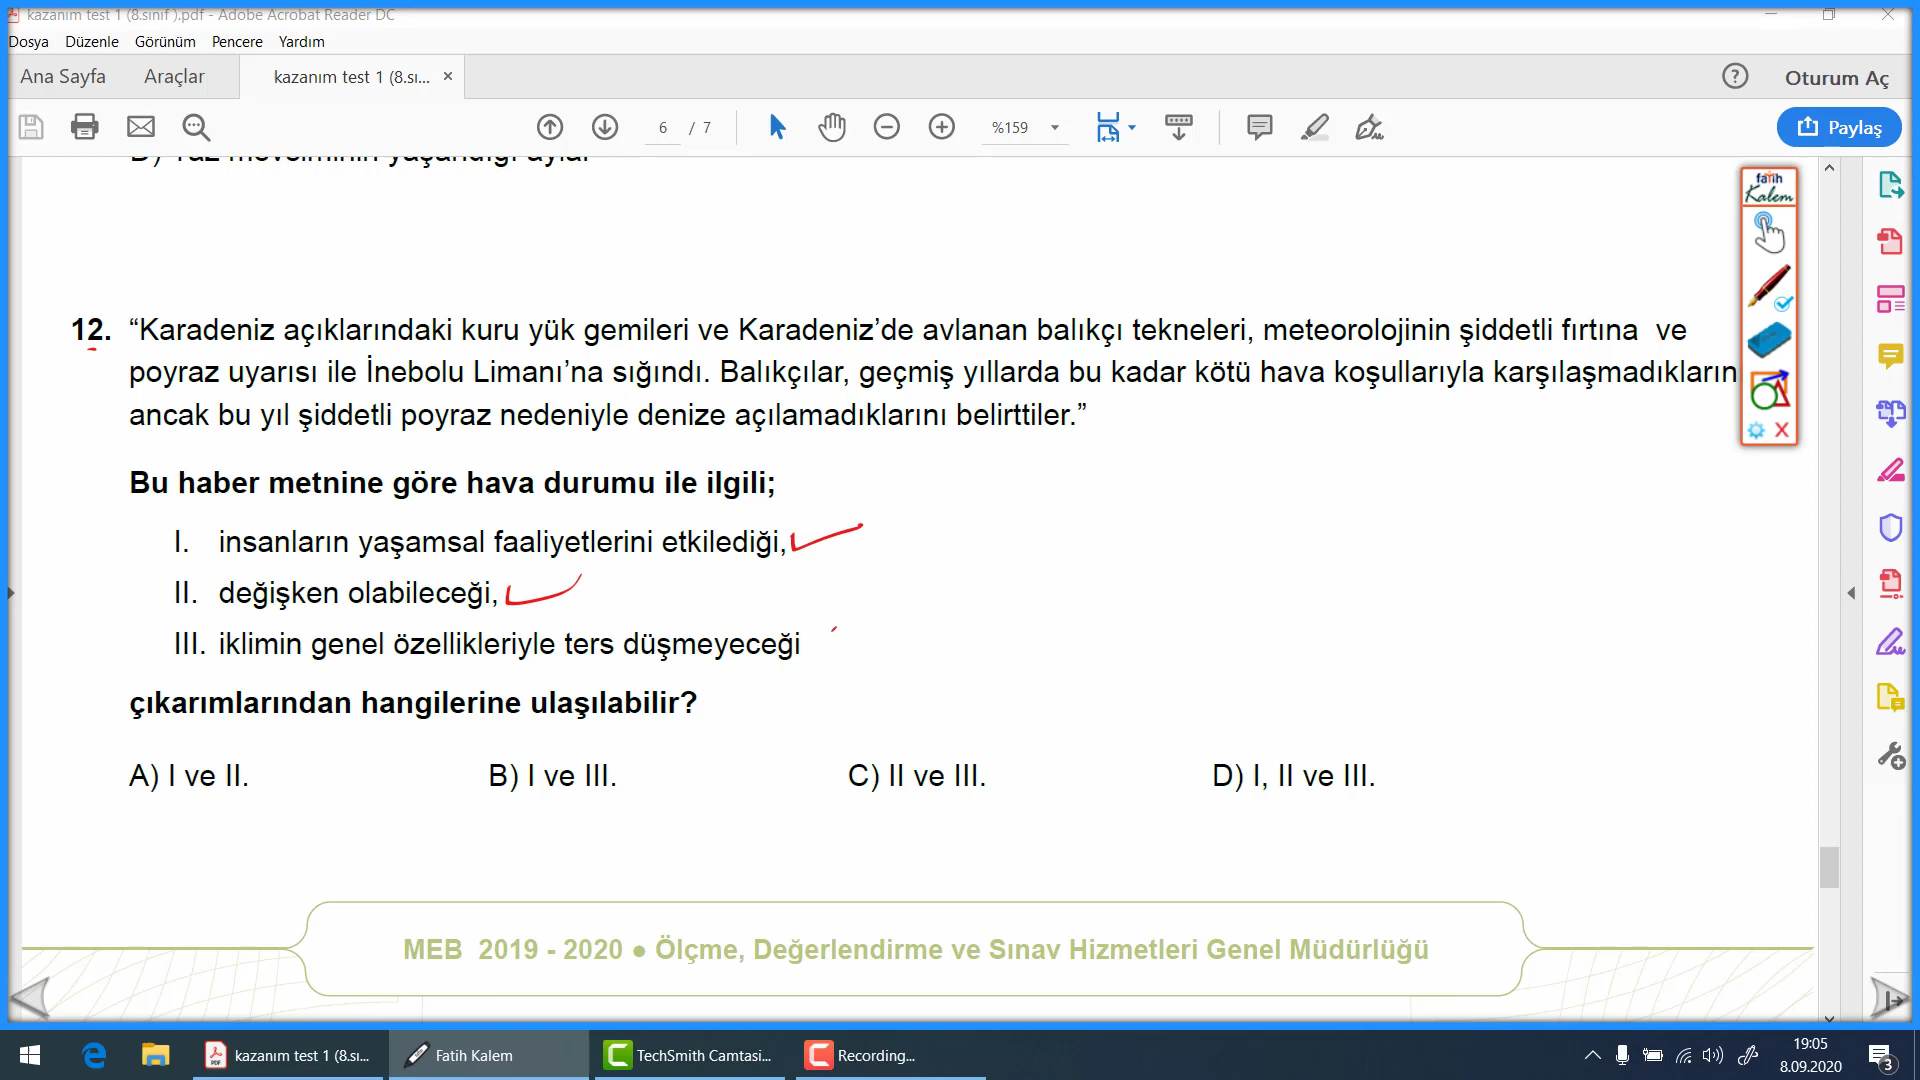 kazanım test 1 (8.sınıf ).pdf - Adobe Acrobat Reader DC
Dosya Düzenle Görünüm Pencere Yardım
Ana Sayfa Araçlar kazanım test 1 (8.sı... × Oturum Aç
6 / 7 %159 Paylaş
D) Yaz mevsiminin yaşandığı aylar
fatih
Kalem
12. “Karadeniz açıklarındaki kuru yük gemileri ve Karadeniz’de avlanan balıkçı tekneleri, meteorolojinin şiddetli fırtına ve
poyraz uyarısı ile İnebolu Limanı’na sığındı. Balıkçılar, geçmiş yıllarda bu kadar kötü hava koşullarıyla karşılaşmadıkların
ancak bu yıl şiddetli poyraz nedeniyle denize açılamadıklarını belirttiler.”
Bu haber metnine göre hava durumu ile ilgili;
I. insanların yaşamsal faaliyetlerini etkilediği,
II. değişken olabileceği,
III. iklimin genel özellikleriyle ters düşmeyeceği
çıkarımlarından hangilerine ulaşılabilir?
A) I ve II. B) I ve III. C) II ve III. D) I, II ve III.
MEB 2019 - 2020 ● Ölçme, Değerlendirme ve Sınav Hizmetleri Genel Müdürlüğü
kazanım test 1 (8.sı... Fatih Kalem TechSmith Camtasi... Recording...
19:05
8.09.2020
3